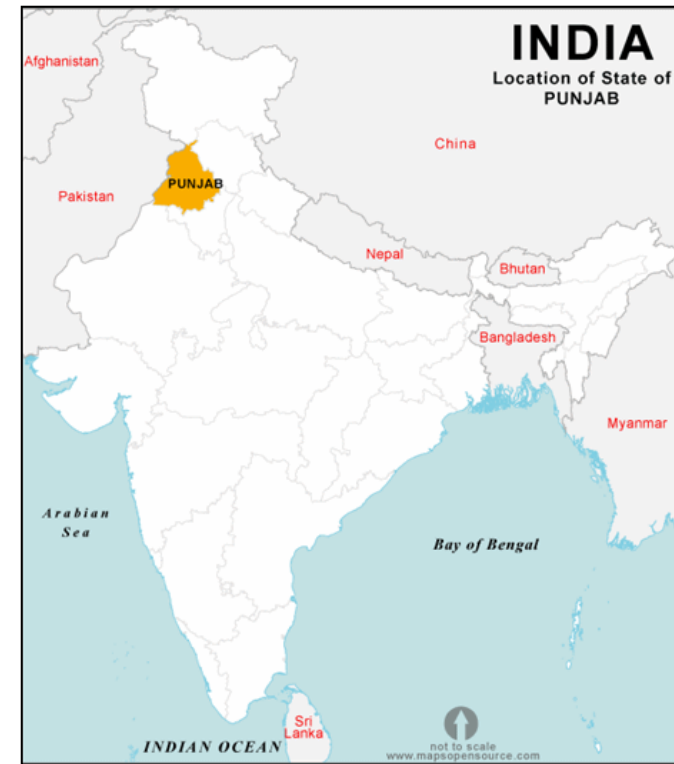 INDIA
Location of State of
PUNJAB
Afghanistan
China
PUNJAB
Pakistan
Nepal
Bhutan
Bangladesh
Myanmar
Arabian
Sea
Bay of Bengal
Sri
Lanka
INDIAN OCEAN
not to scale
www.mapsopensource.com